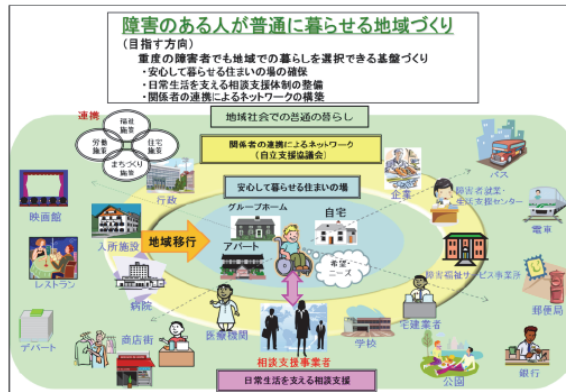 障害のある人が普通に暮らせる地域づくり
(目指す方向)
重度の障害者でも地域での暮らしを選択できる基盤づくり
・安心して暮らせる住まいの場の確保
・日常生活を支える相談支援体制の整備
・関係者の連携によるネットワークの構築
地域社会での普通の暮らし
連携
福祉施策
労働施策
住宅施策
まちづくり施策
関係者の連携によるネットワーク
(自立支援協議会)
安心して暮らせる住まいの場
行政
企業
バス
障害者就業・
生活支援センター
映画館
電車
グループホーム
自宅
入所施設
地域移行
アパート
希望
ニーズ
レストラン
障害福祉サービス事業所
病院
医療機関
相談支援事業者
学校
宅建業者
郵便局
デパート
商店街
公園
銀行
日常生活を支える相談支援